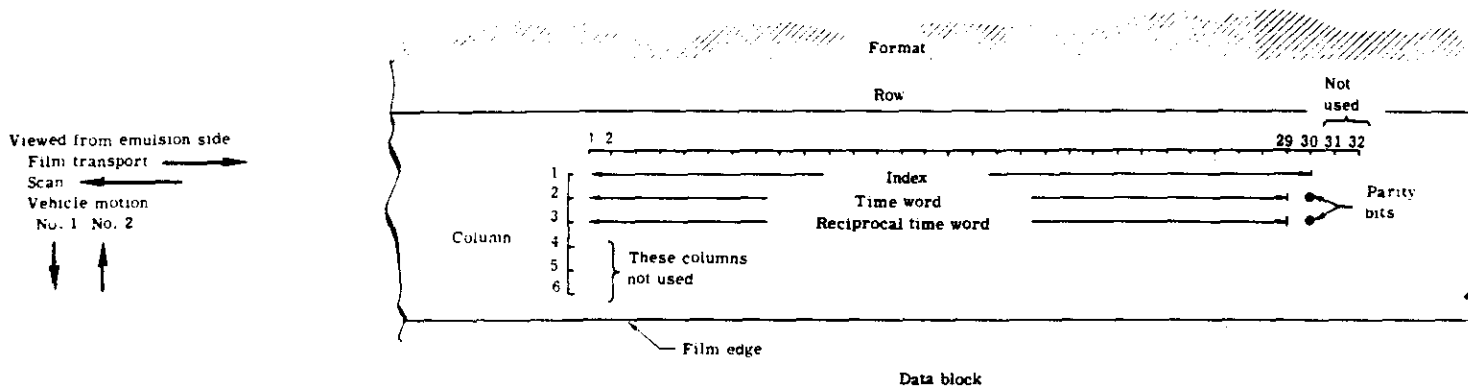 Format
Row
Not
used
Viewed from emulsion side
Film transport
Scan
Vehicle motion
No. 1 No. 2
1 2
29 30 31 32
1
Index
2
Time word
3
Reciprocal time word
Parity
bits
Column
4
5
6
These columns
not used
Film edge
Data block